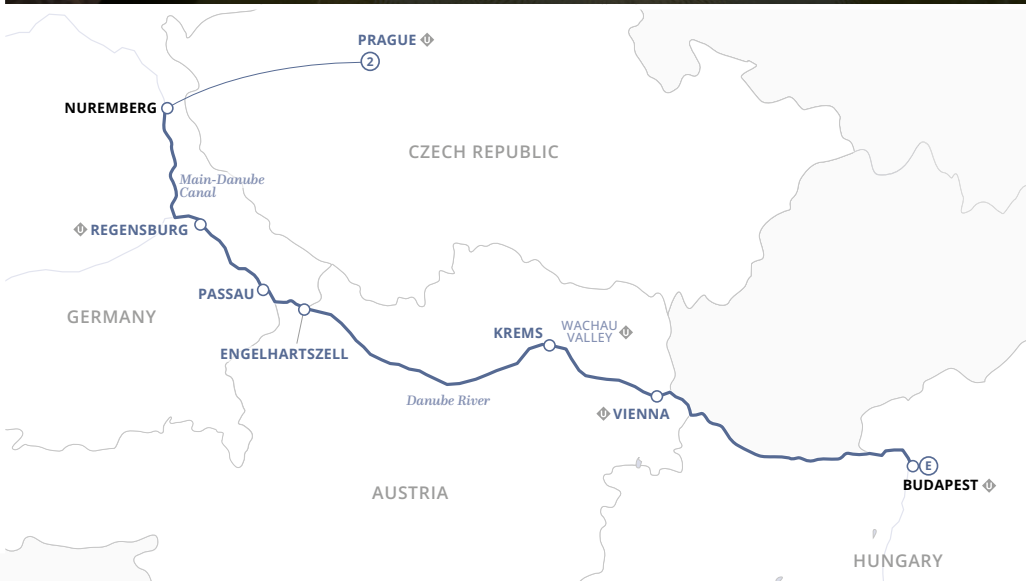 PRAGUE U
2
NUREMBERG
CZECH REPUBLIC
Main-Danube
Canal
U REGENSBURG
PASSAU
GERMANY
ENGELHARTSZELL
KREMS
WACHAU
VALLEY U
Danube River
U VIENNA
E
BUDAPEST U
AUSTRIA
HUNGARY